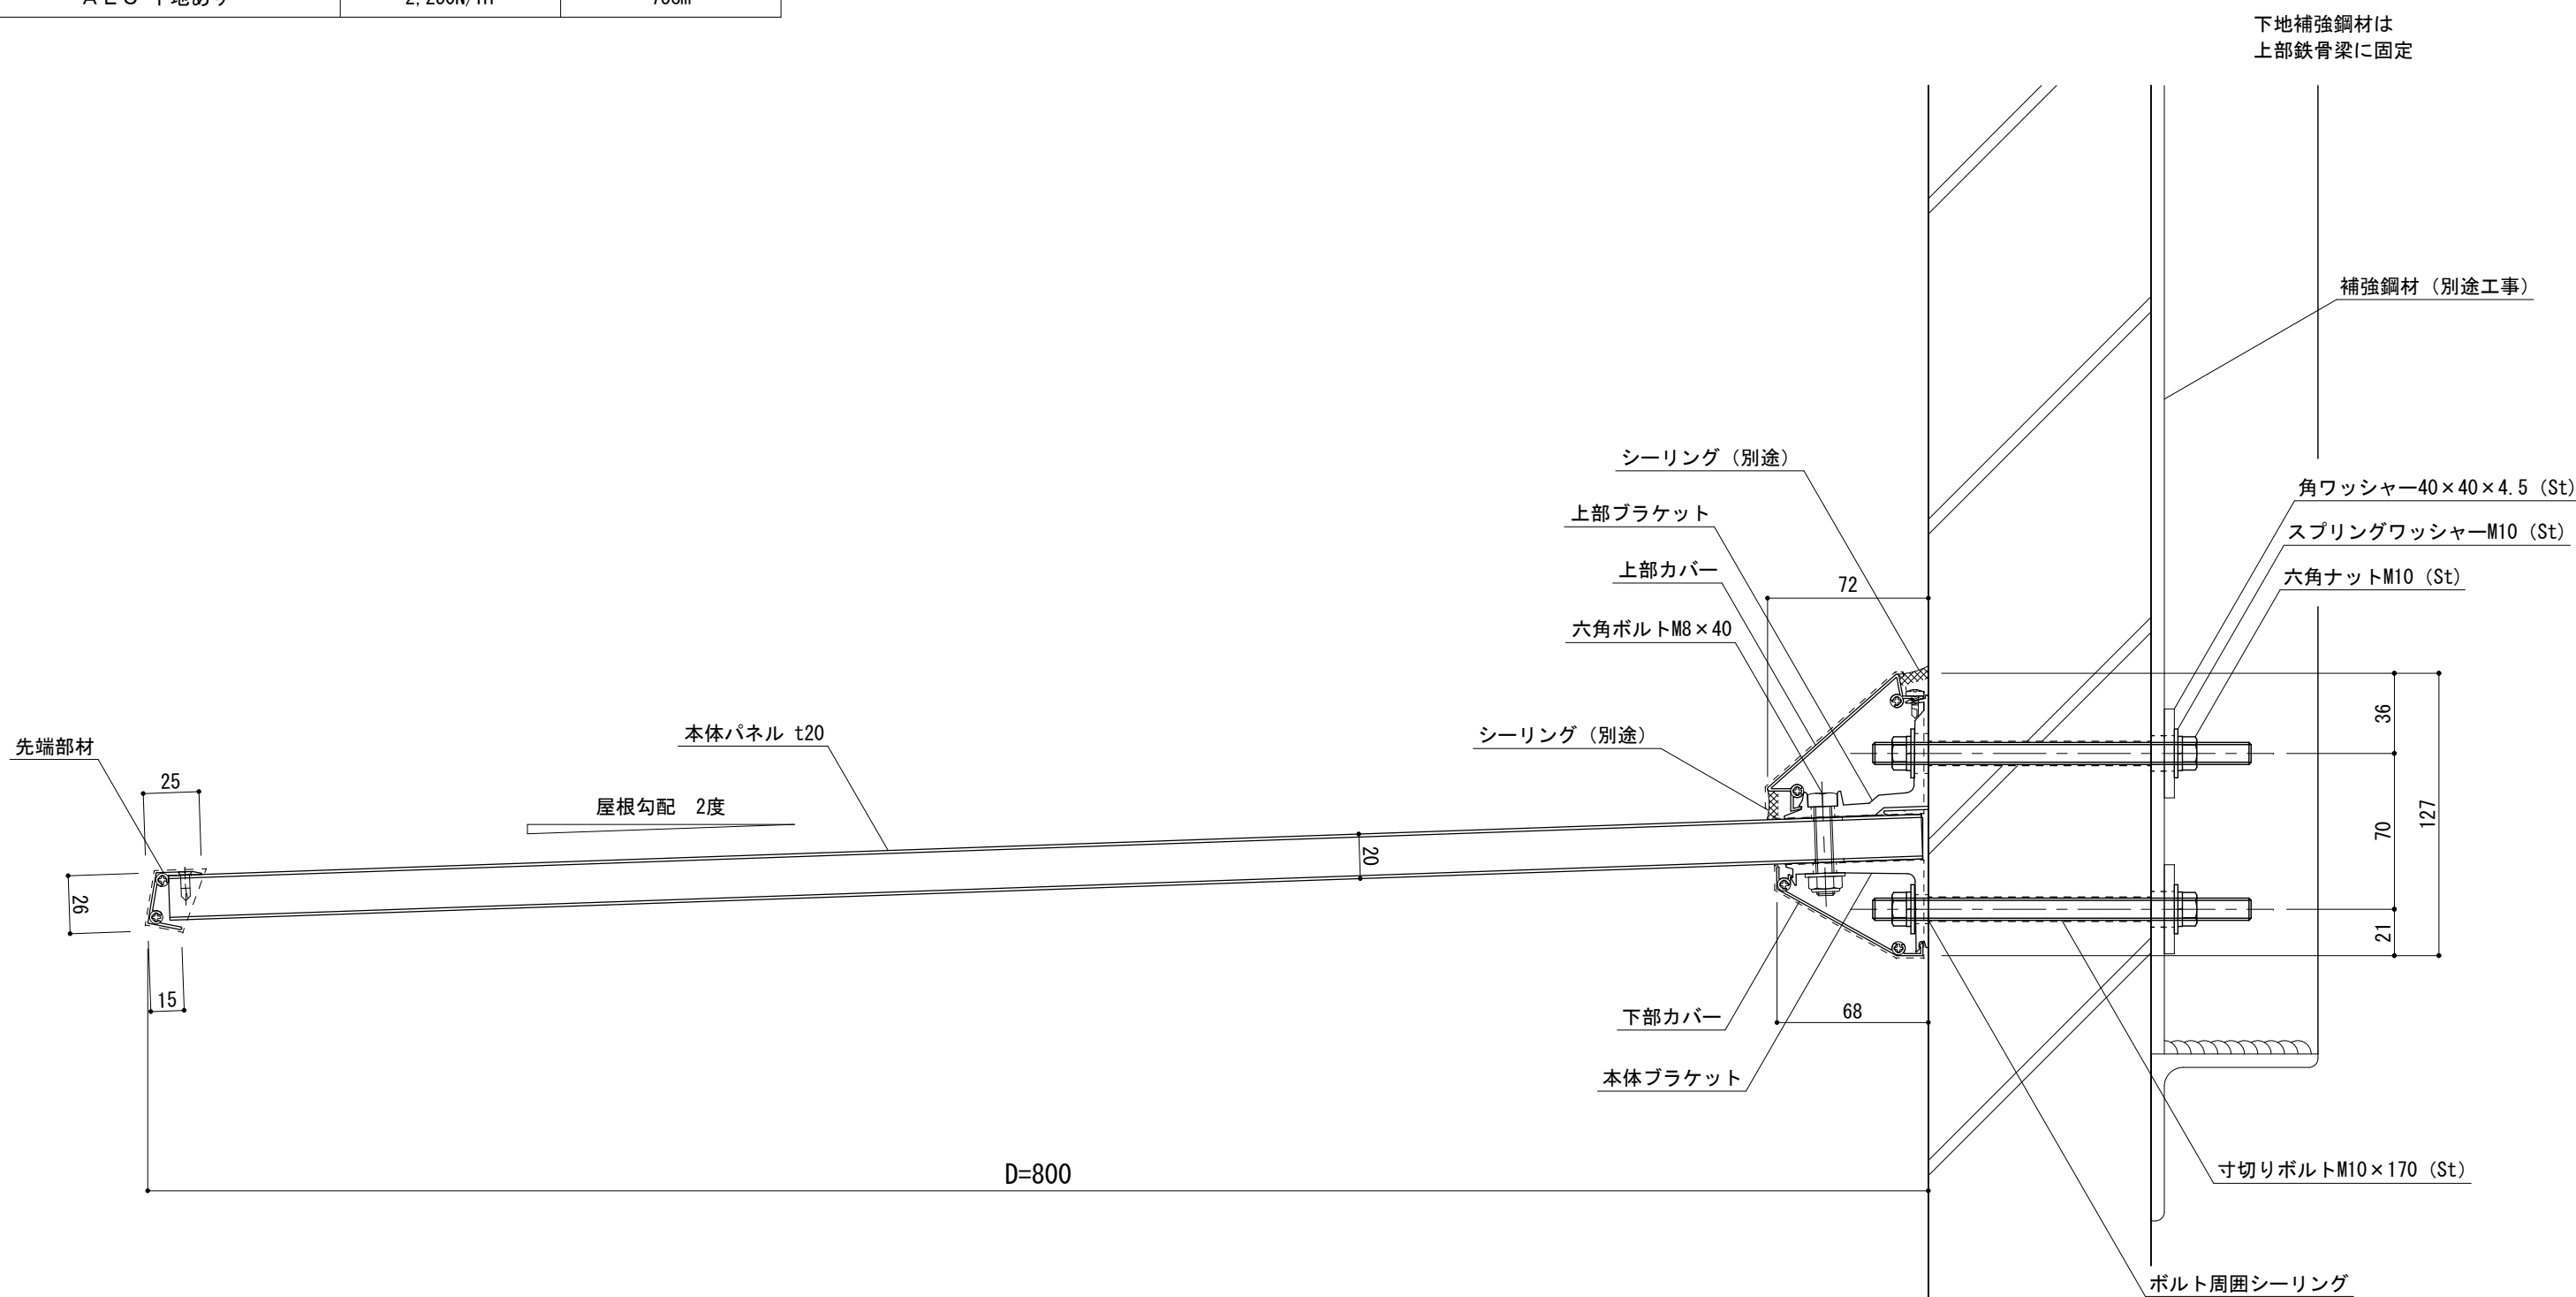 下地補強鋼材は
上部鉄骨梁に固定
補強鋼材（別途工事）
シーリング（別途）
角ワッシャー40×40×4.5（St）
上部ブラケット
スプリングワッシャーM10（St）
上部カバー
72
六角ナットM10（St）
六角ボルトM8×40
先端部材
本体パネル t20
シーリング（別途）
36
25
屋根勾配　2度
127
70
20
26
21
15
下部カバー
68
本体ブラケット
D=800
寸切りボルトM10×170（St）
ボルト周囲シーリング